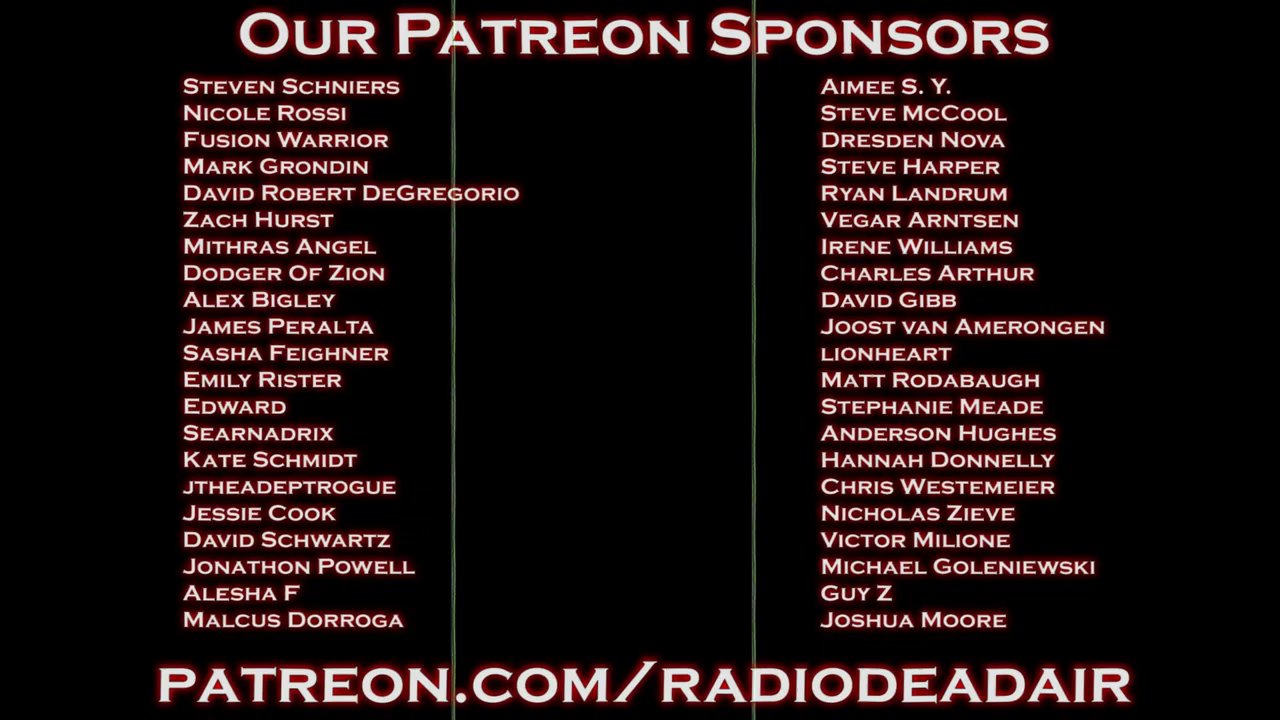 Our Patreon Sponsors
Steven Schniers
Nicole Rossi
Fusion Warrior
Mark Grondin
David Robert DeGregorio
Zach Hurst
Mithras Angel
Dodger Of Zion
Alex Bigley
James Peralta
Sasha Feighner
Emily Rister
Edward
Searnadrix
Kate Schmidt
jtheadeptrogue
Jessie Cook
David Schwartz
Jonathon Powell
Alesha F
Malcus Dorroga
Aimee S. Y.
Steve McCool
Dresden Nova
Steve Harper
Ryan Landrum
Vegar Arntsen
Irene Williams
Charles Arthur
David Gibb
Joost van Amerongen
lionheart
Matt Rodabaugh
Stephanie Meade
Anderson Hughes
Hannah Donnelly
Chris Westemeier
Nicholas Zieve
Victor Milione
Michael Goleniewski
Guy Z
Joshua Moore
patreon.com/radiodeadair